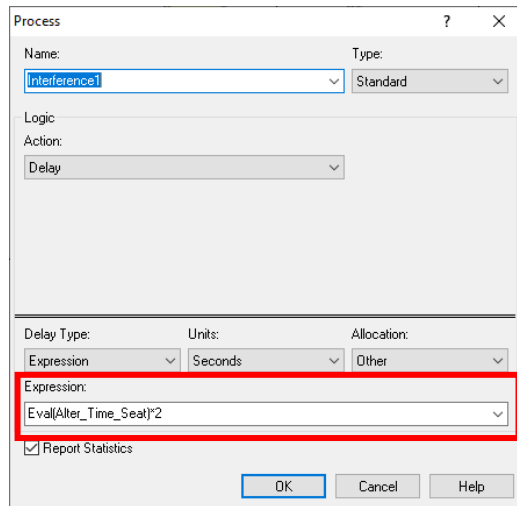 Process ? ×
Name: Type:
Interference1 Standard
Logic
Action:
Delay
Delay Type: Units: Allocation:
Expression Seconds Other
Expression:
Eval(Alter_Time_Seat)*2
Report Statistics
OK Cancel Help